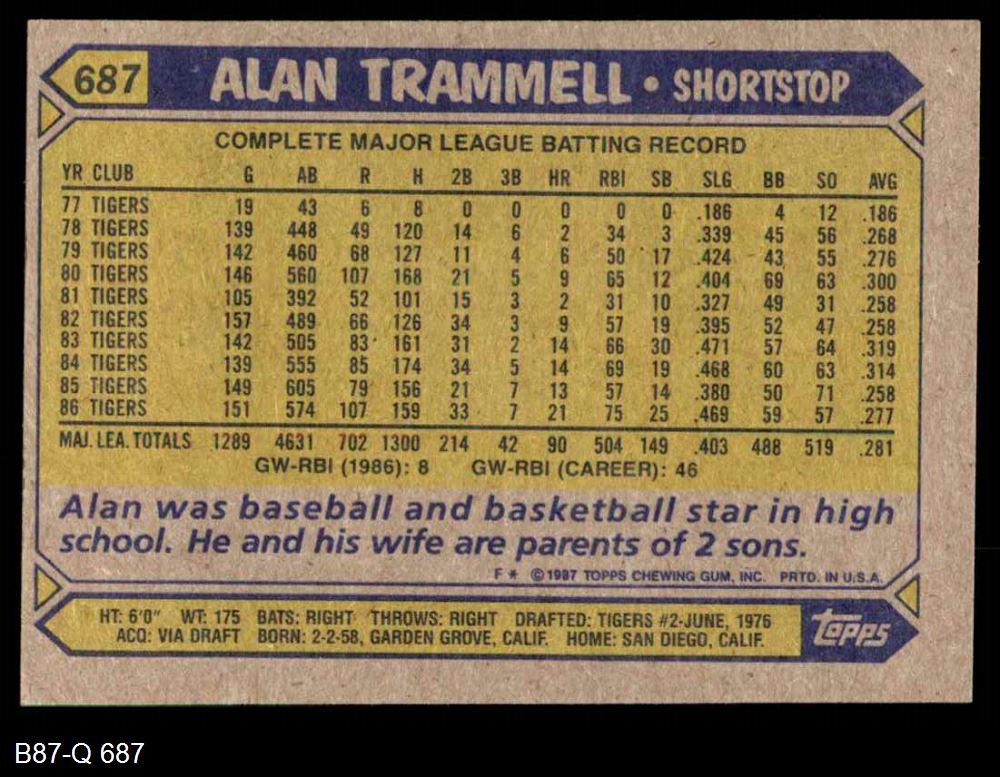 687 ALAN TRAMMELL • SHORTSTOP
COMPLETE MAJOR LEAGUE BATTING RECORD
YR CLUB G AB R H 2B 3B HR RBI SB SLG BB SO AVG
77 TIGERS 19 43 6 8 0 0 0 0 0 .186 4 12 .186
78 TIGERS 139 448 49 120 14 6 2 34 3 .339 45 56 .268
79 TIGERS 142 460 68 127 11 4 6 50 17 .424 43 55 .276
80 TIGERS 146 560 107 168 21 5 9 65 12 .404 69 63 .300
81 TIGERS 105 392 52 101 15 3 2 31 10 .327 49 31 .258
82 TIGERS 157 489 66 126 34 3 9 57 19 .395 52 47 .258
83 TIGERS 142 505 83 161 31 2 14 66 30 .471 57 64 .319
84 TIGERS 139 555 85 174 34 5 14 69 19 .468 60 63 .314
85 TIGERS 149 605 79 156 21 7 13 57 14 .380 50 71 .258
86 TIGERS 151 574 107 159 33 7 21 75 25 .469 59 57 .277
MAJ. LEA. TOTALS 1289 4631 702 1300 214 42 90 504 149 .403 488 519 .281
GW-RBI (1986): 8 GW-RBI (CAREER): 46
Alan was baseball and basketball star in high
school. He and his wife are parents of 2 sons.
F * © 1987 TOPPS CHEWING GUM, INC. PRTD. IN U.S.A.
HT: 6'0" WT: 175 BATS: RIGHT THROWS: RIGHT DRAFTED: TIGERS #2-JUNE, 1976
ACQ: VIA DRAFT BORN: 2-2-58, GARDEN GROVE, CALIF. HOME: SAN DIEGO, CALIF.
topps
B87-Q 687